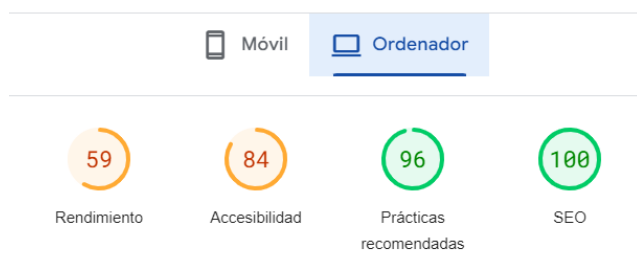 Móvil
Ordenador
59
84
96
100
Rendimiento
Accesibilidad
Prácticas
recomendadas
SEO